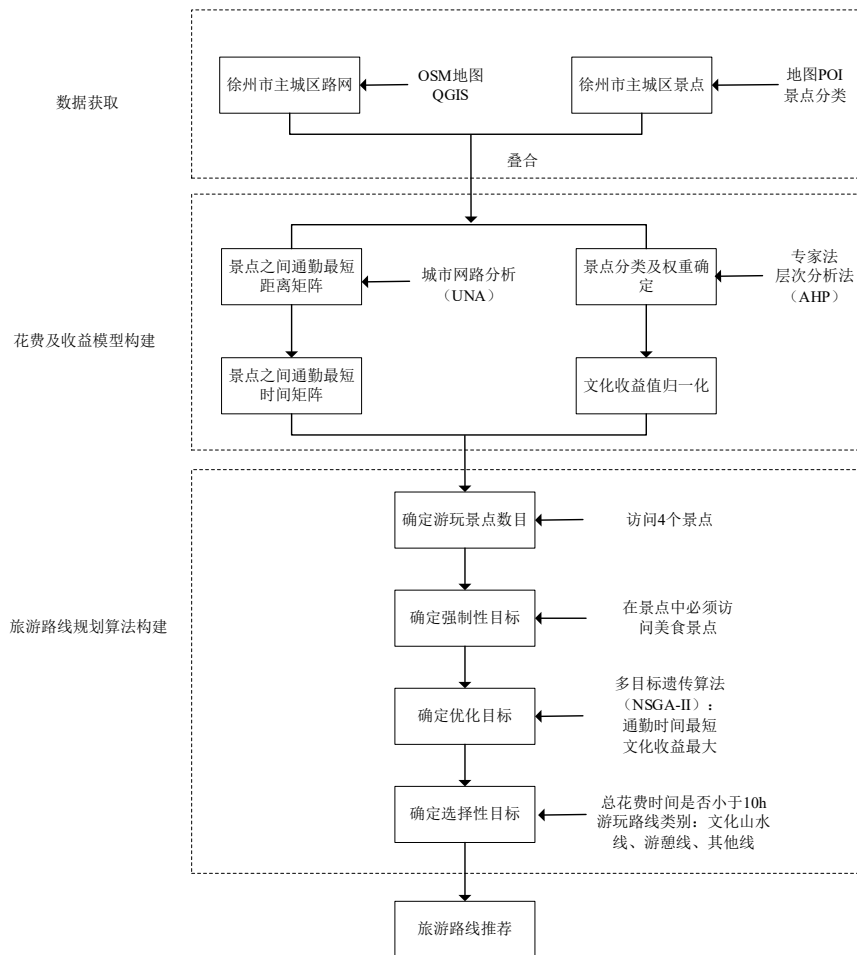 数据获取
徐州市主城区路网
OSM地图
QGIS
徐州市主城区景点
地图POI
景点分类
叠合
花费及收益模型构建
景点之间通勤最短
距离矩阵
城市网路分析
（UNA）
景点分类及权重确
定
专家法
层次分析法
（AHP）
景点之间通勤最短
时间矩阵
文化收益值归一化
旅游路线规划算法构建
确定游玩景点数目
访问4个景点
确定强制性目标
在景点中必须访
问美食景点
确定优化目标
多目标遗传算法
（NSGA-II）：
通勤时间最短
文化收益最大
确定选择性目标
总花费时间是否小于10h
游玩路线类别：文化山水
线、游憩线、其他线
旅游路线推荐